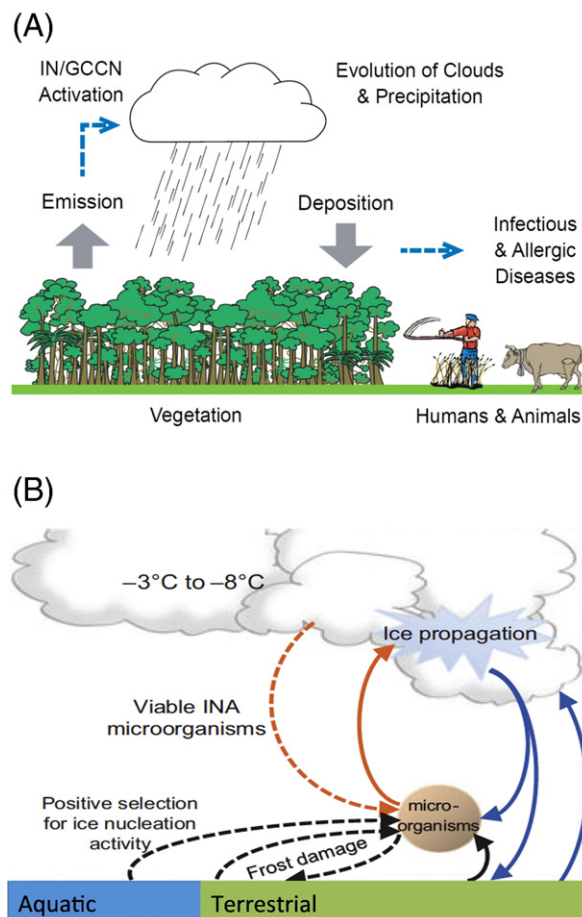 (A)
IN/GCCN
Activation
Evolution of Clouds
& Precipitation
Emission
Deposition
Infectious
& Allergic
Diseases
Vegetation
Humans & Animals
(B)
–3°C to –8°C
Ice propagation
Viable INA
microorganisms
Positive selection
for ice nucleation
activity
micro-
organisms
Frost damage
Aquatic
Terrestrial